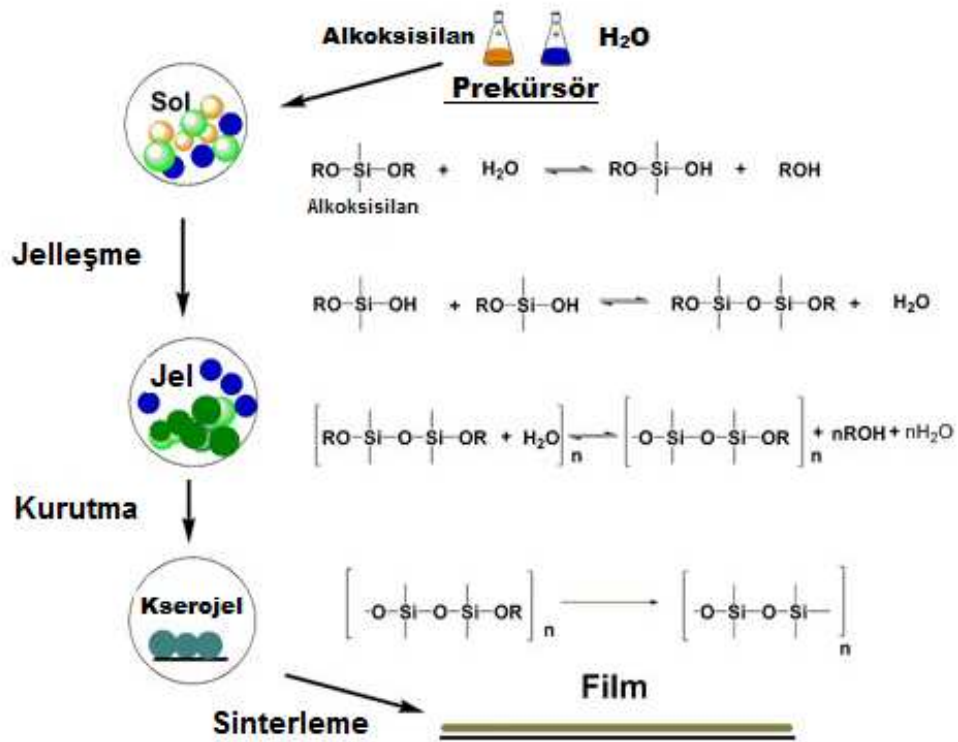 Alkoksisilan H₂O
Prekürsör
Sol
RO-Si-OR + H₂O ⇌ RO-Si-OH + ROH
Alkoksisilan
Jelleşme
RO-Si-OH + RO-Si-OH ⇌ RO-Si-O-Si-OR + H₂O
Jel
[RO-Si-O-Si-OR + H₂O]n ⇌ [-O-Si-O-Si-OR]n + nROH + nH₂O
Kurutma
Kserojel
[-O-Si-O-Si-OR]n → [-O-Si-O-Si-]n
Film
Sinterleme